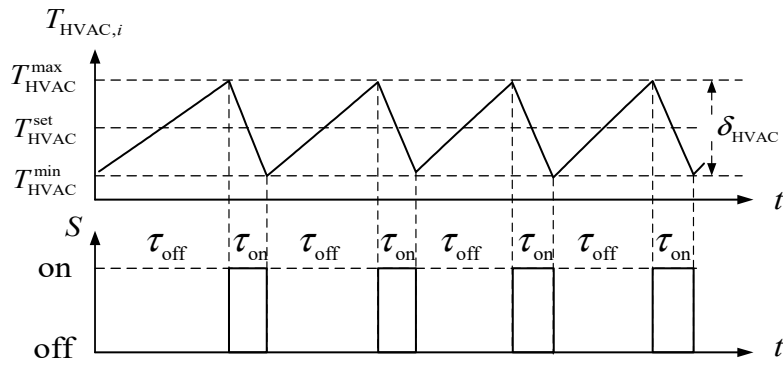 T_HVAC,i
T_HVAC^max
T_HVAC^set
δ_HVAC
T_HVAC^min
t
S
τ_off τ_on τ_off τ_on τ_off τ_on τ_off τ_on
on
off
t